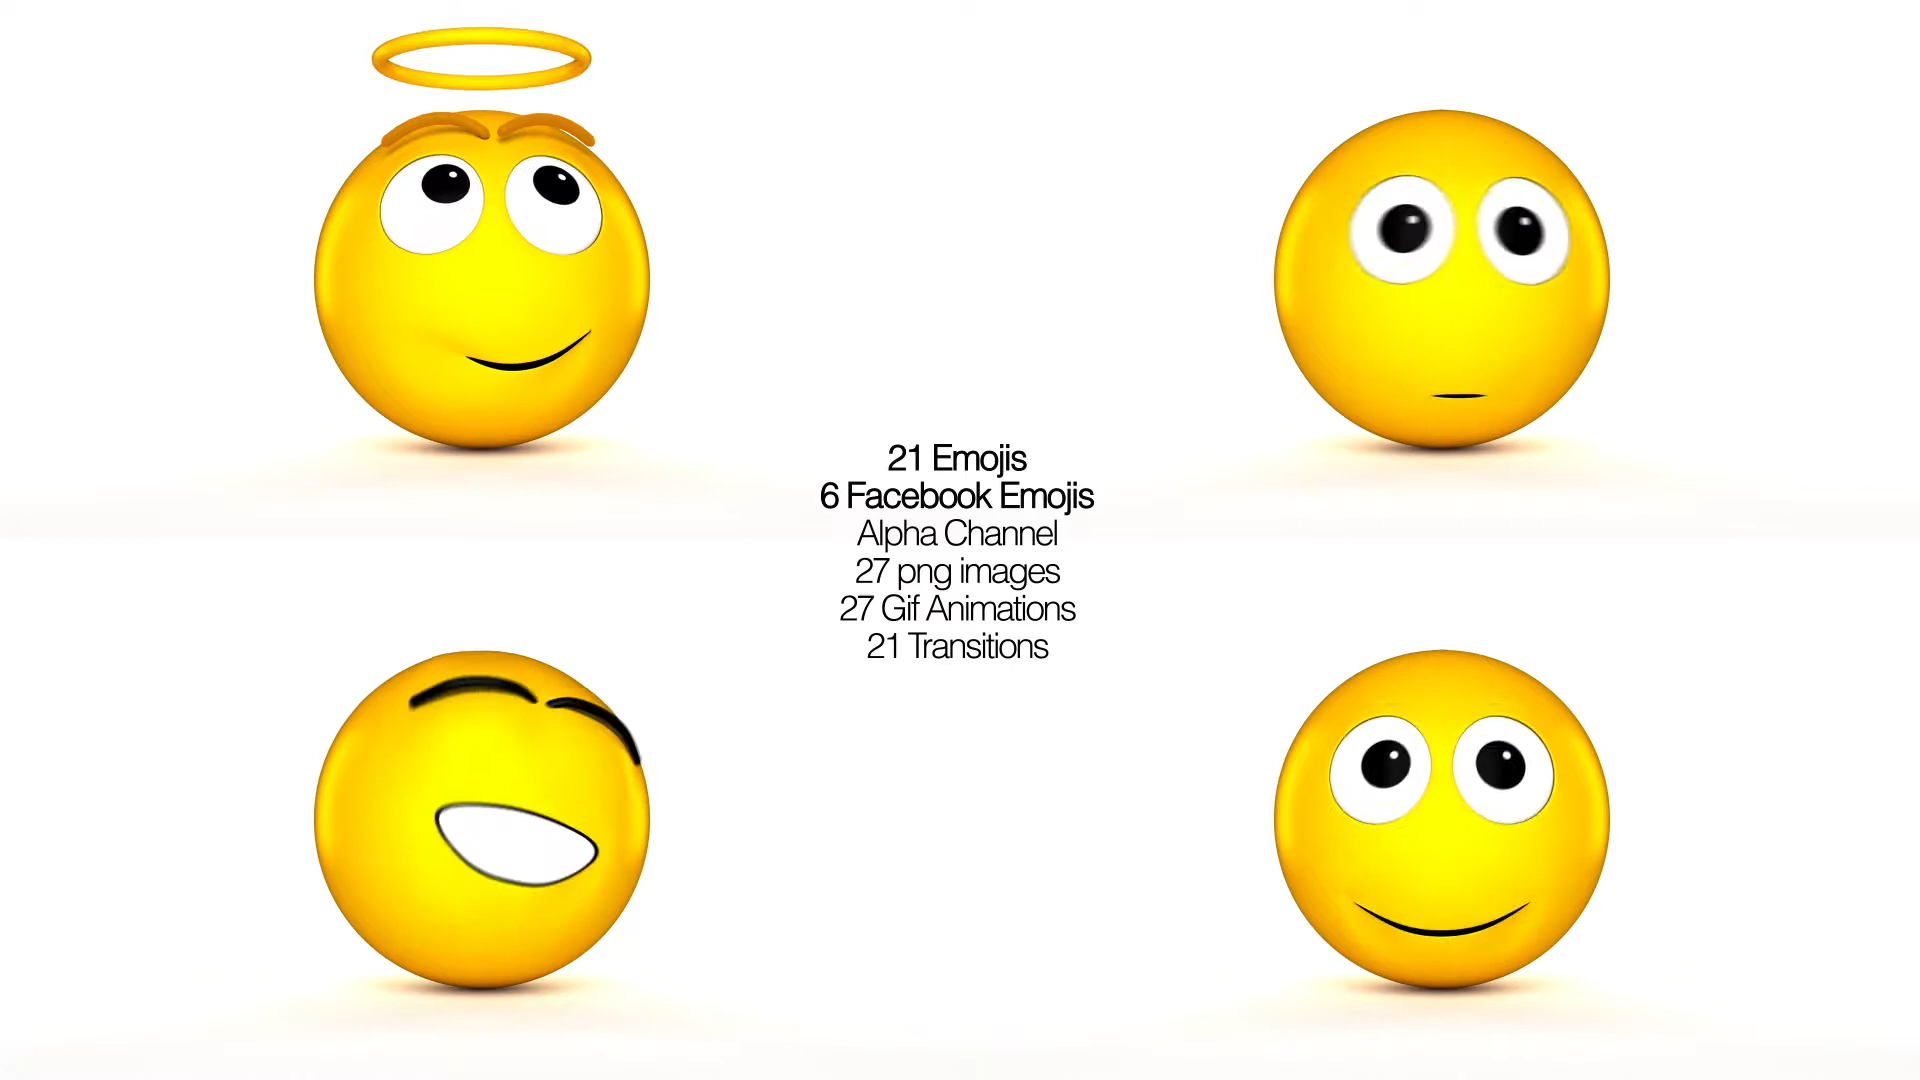 21 Emojis
6 Facebook Emojis
Alpha Channel
27 png images
27 Gif Animations
21 Transitions